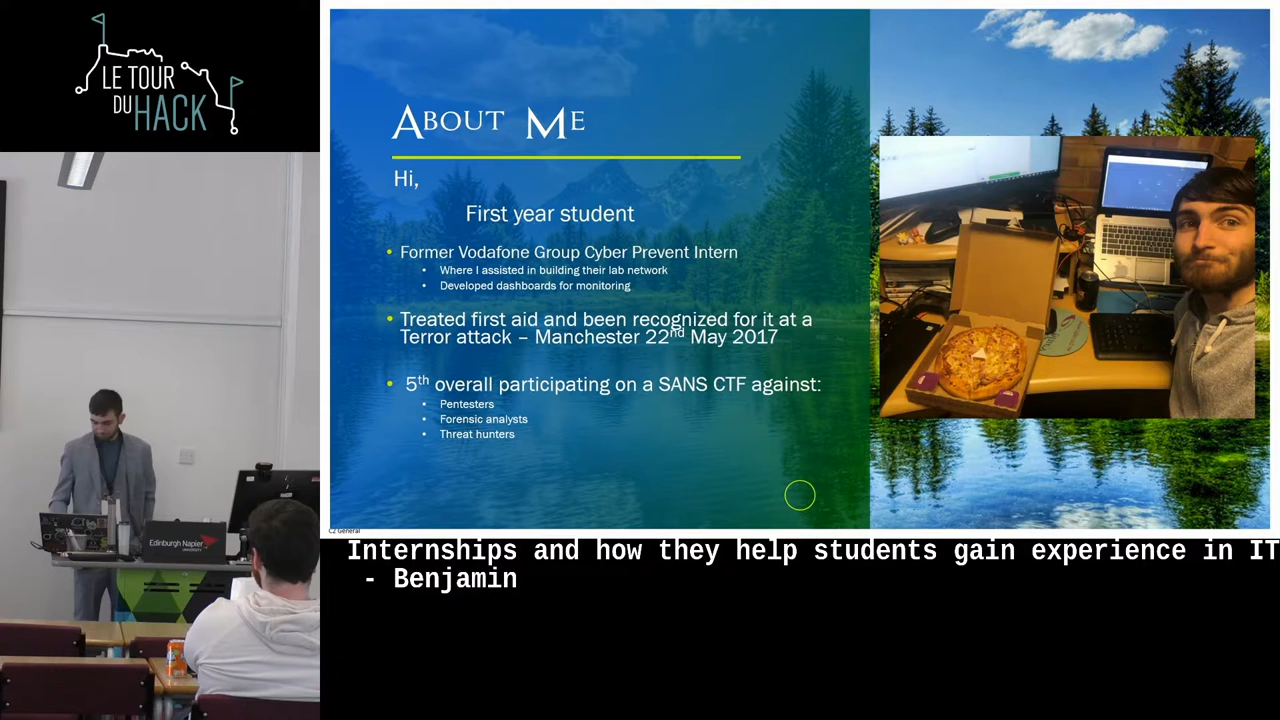 LE TOUR
DU HACK
ABOUT ME
Hi,
First year student
• Former Vodafone Group Cyber Prevent Intern
• Where I assisted in building their lab network
• Developed dashboards for monitoring
• Treated first aid and been recognized for it at a
Terror attack – Manchester 22nd May 2017
• 5th overall participating on a SANS CTF against:
• Pentesters
• Forensic analysts
• Threat hunters
C2 General
Edinburgh Napier
UNIVERSITY
Internships and how they help students gain experience in IT
- Benjamin